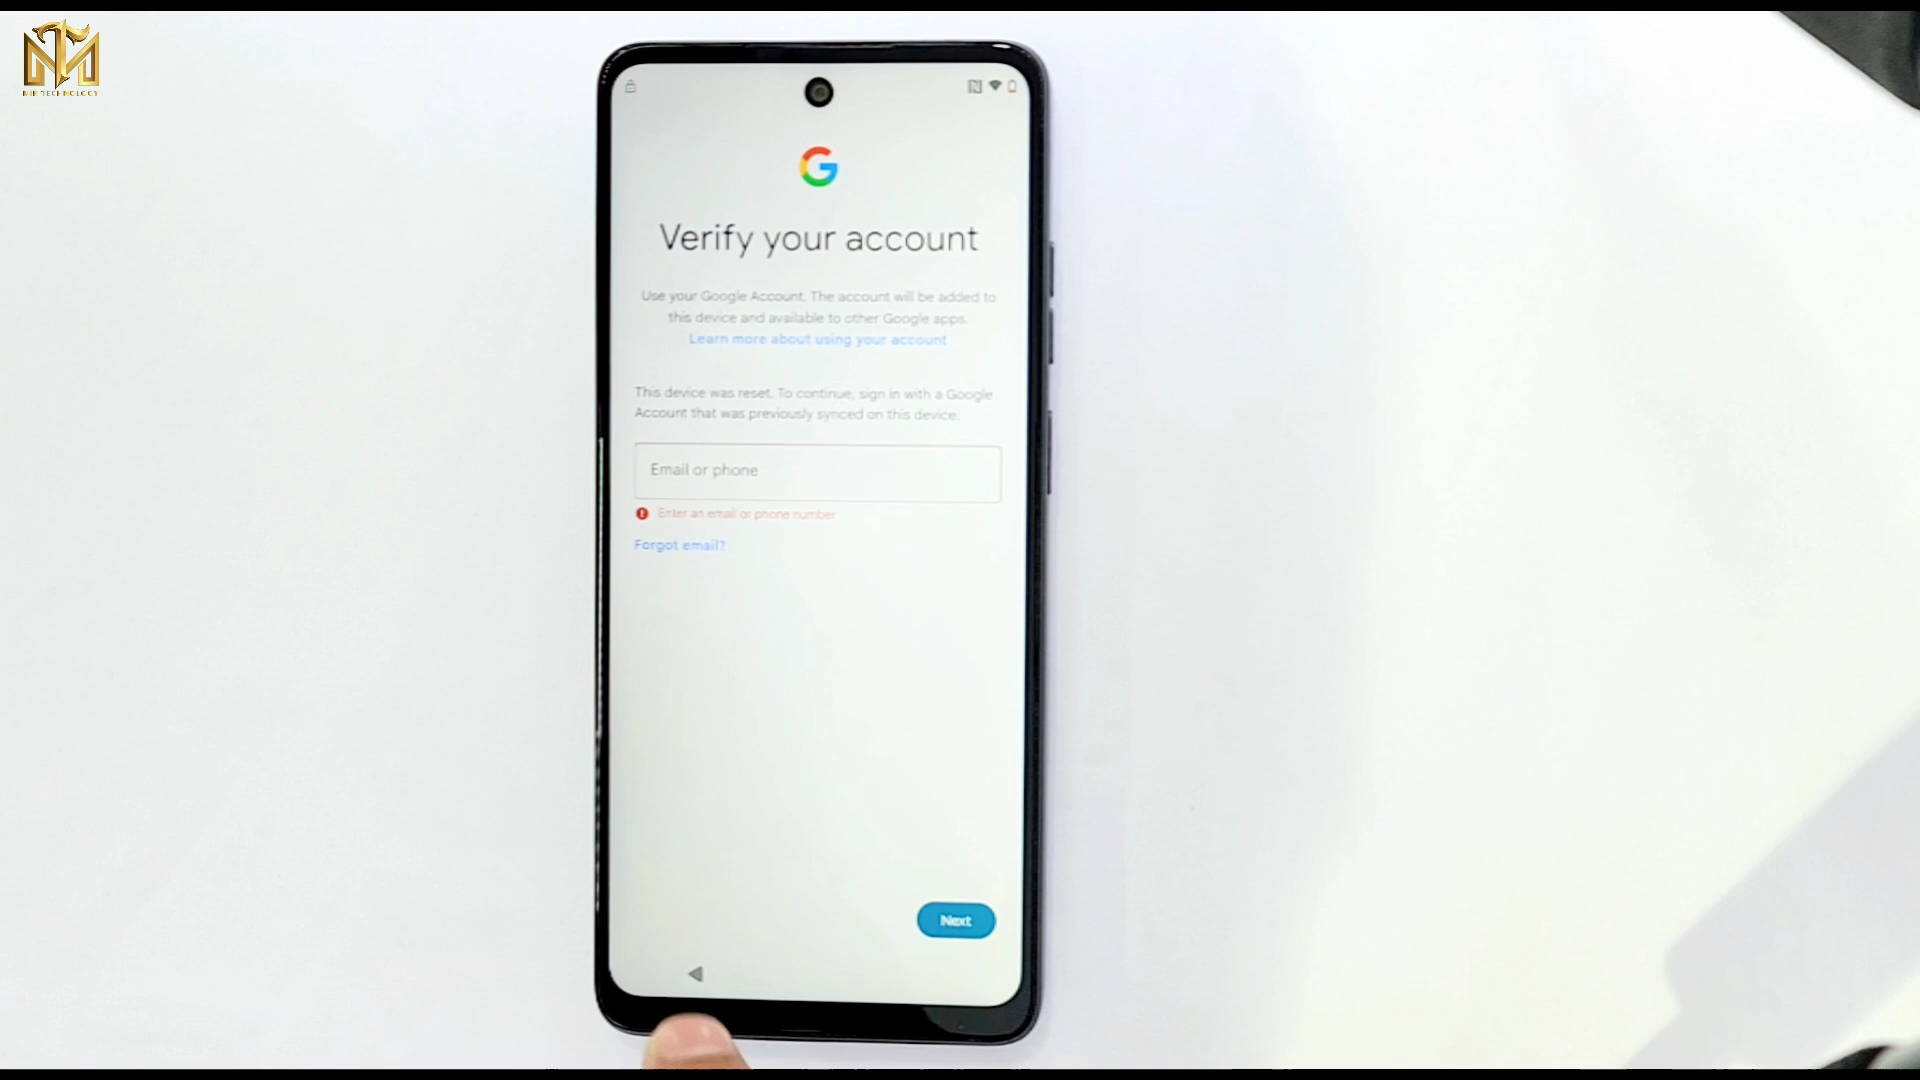 MR TECHNOLOGY
Verify your account
Use your Google Account. The account will be added to
this device and available to other Google apps.
Learn more about using your account
This device was reset. To continue, sign in with a Google
Account that was previously synced on this device.
Email or phone
Enter an email or phone number
Forgot email?
Next